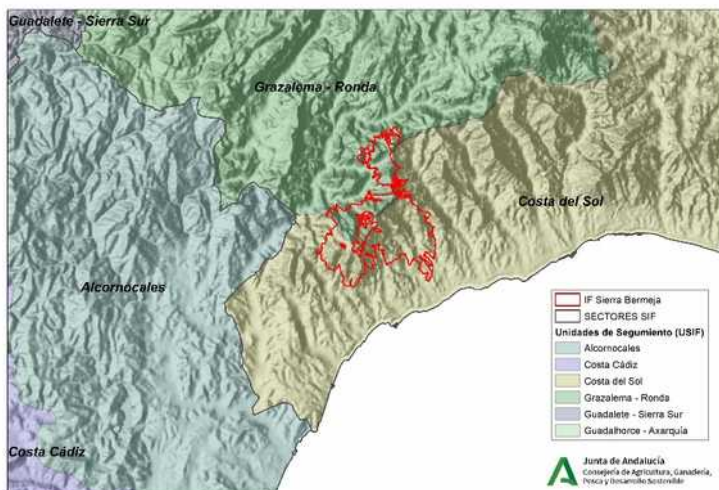 Guadalete - Sierra Sur
Grazalema - Ronda
Costa del Sol
Alcornocales
Costa Cádiz
IF Sierra Bermeja
SECTORES SIF
Unidades de Segumiento (USIF)
Alcornocales
Costa Cádiz
Costa del Sol
Grazalema - Ronda
Guadalete - Sierra Sur
Guadalhorce - Axarquía
Junta de Andalucía
Consejería de Agricultura, Ganadería,
Pesca y Desarrollo Sostenible